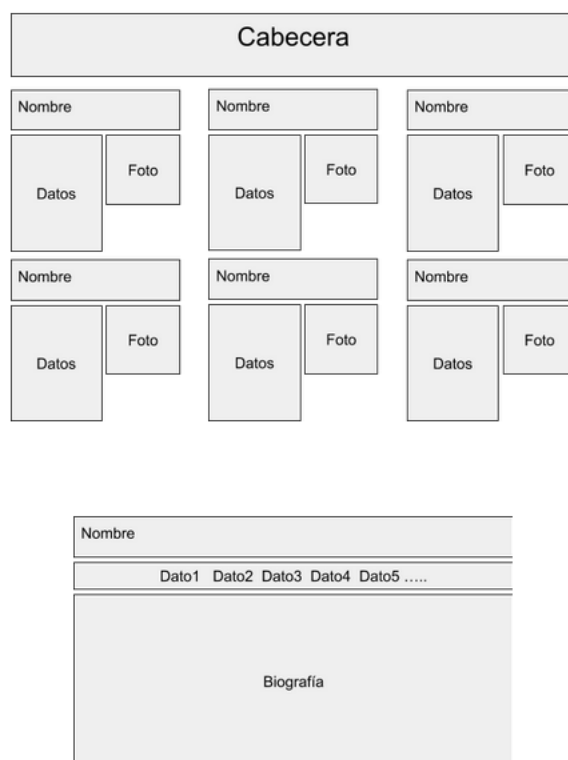 Cabecera
Nombre Nombre Nombre
Foto Foto Foto
Datos Datos Datos
Nombre Nombre Nombre
Foto Foto Foto
Datos Datos Datos
Nombre
Dato1 Dato2 Dato3 Dato4 Dato5 .....
Biografía